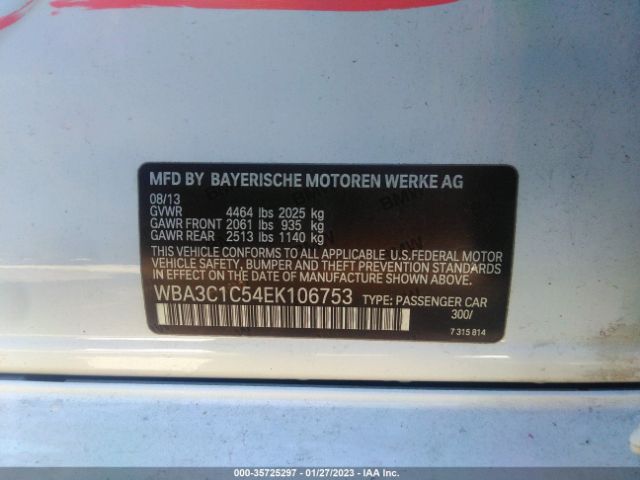 MFD BY BAYERISCHE MOTOREN WERKE AG
08/13
GVWR 4464 lbs 2025 kg
GAWR FRONT 2061 lbs 935 kg
GAWR REAR 2513 lbs 1140 kg
THIS VEHICLE CONFORMS TO ALL APPLICABLE U.S.FEDERAL MOTOR
VEHICLE SAFETY, BUMPER AND THEFT PREVENTION STANDARDS
IN EFFECT ON THE DATE OF MANUFACTURE SHOWN ABOVE.
WBA3C1C54EK106753 TYPE: PASSENGER CAR
300/
7 315 814
000-35725297 - 01/27/2023 - IAA Inc.